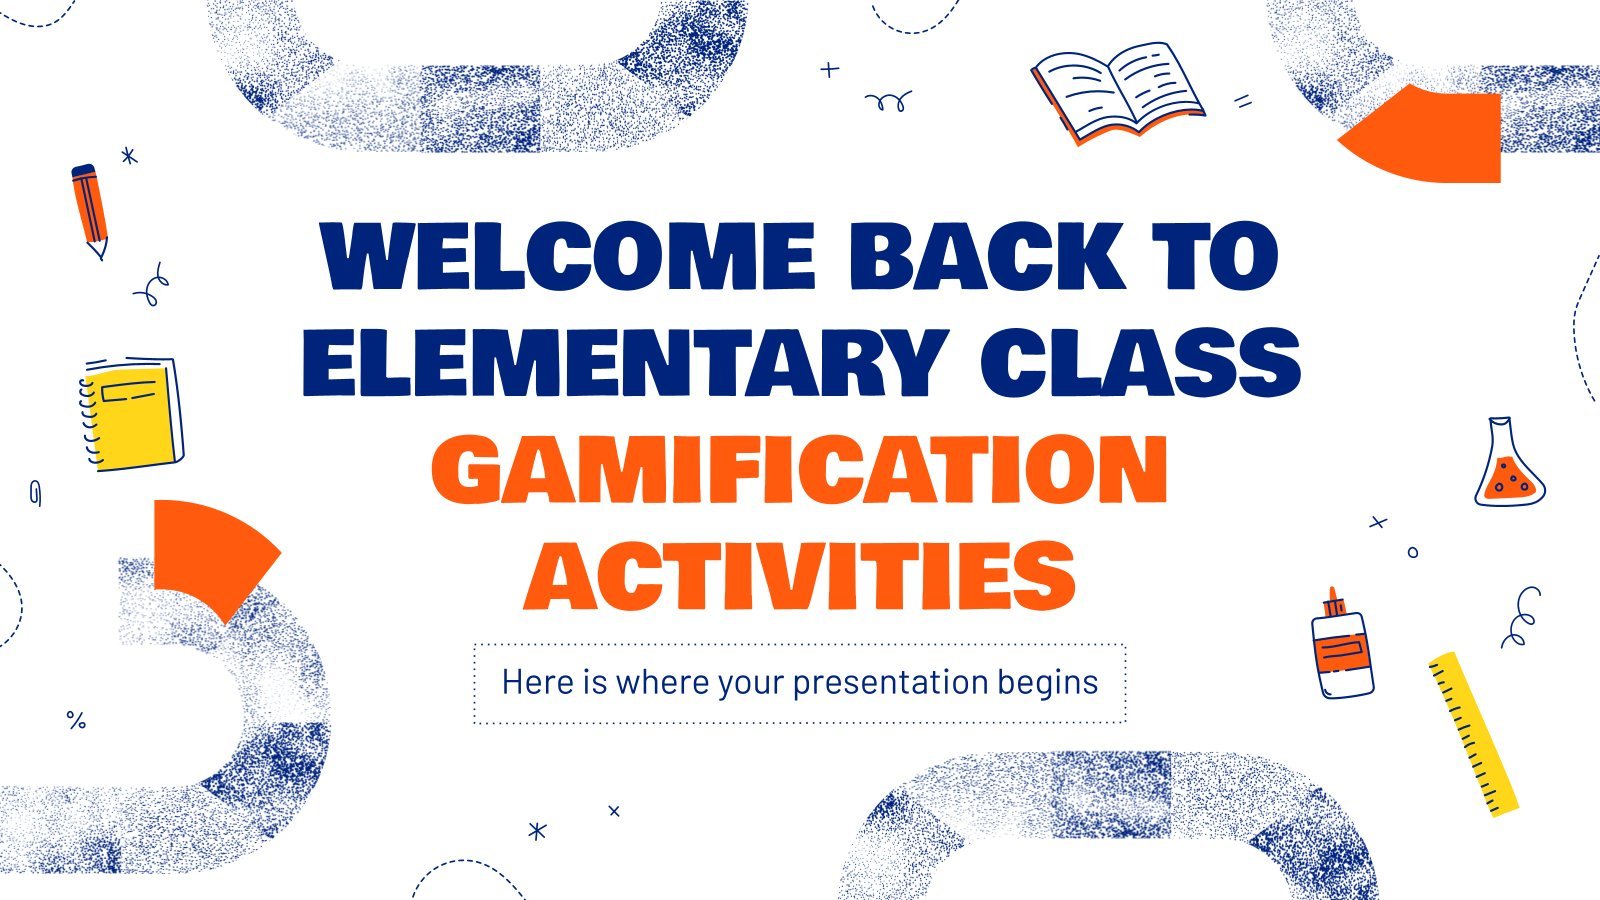 WELCOME BACK TO
ELEMENTARY CLASS
GAMIFICATION
ACTIVITIES
Here is where your presentation begins